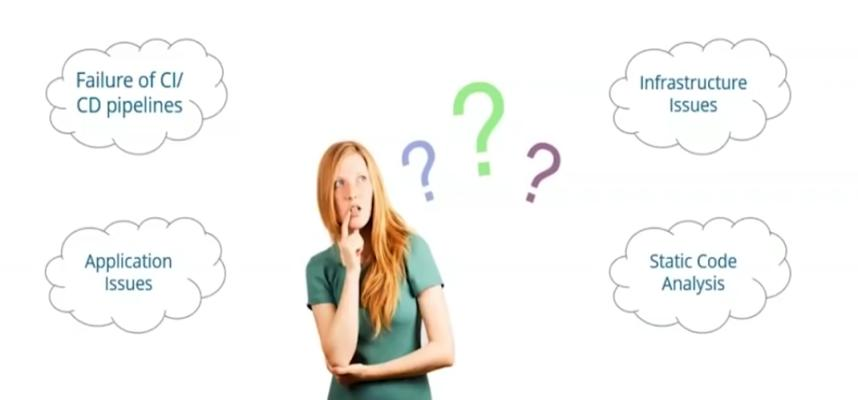 Failure of CI/
CD pipelines
Infrastructure
Issues
? ? ?
Application
Issues
Static Code
Analysis